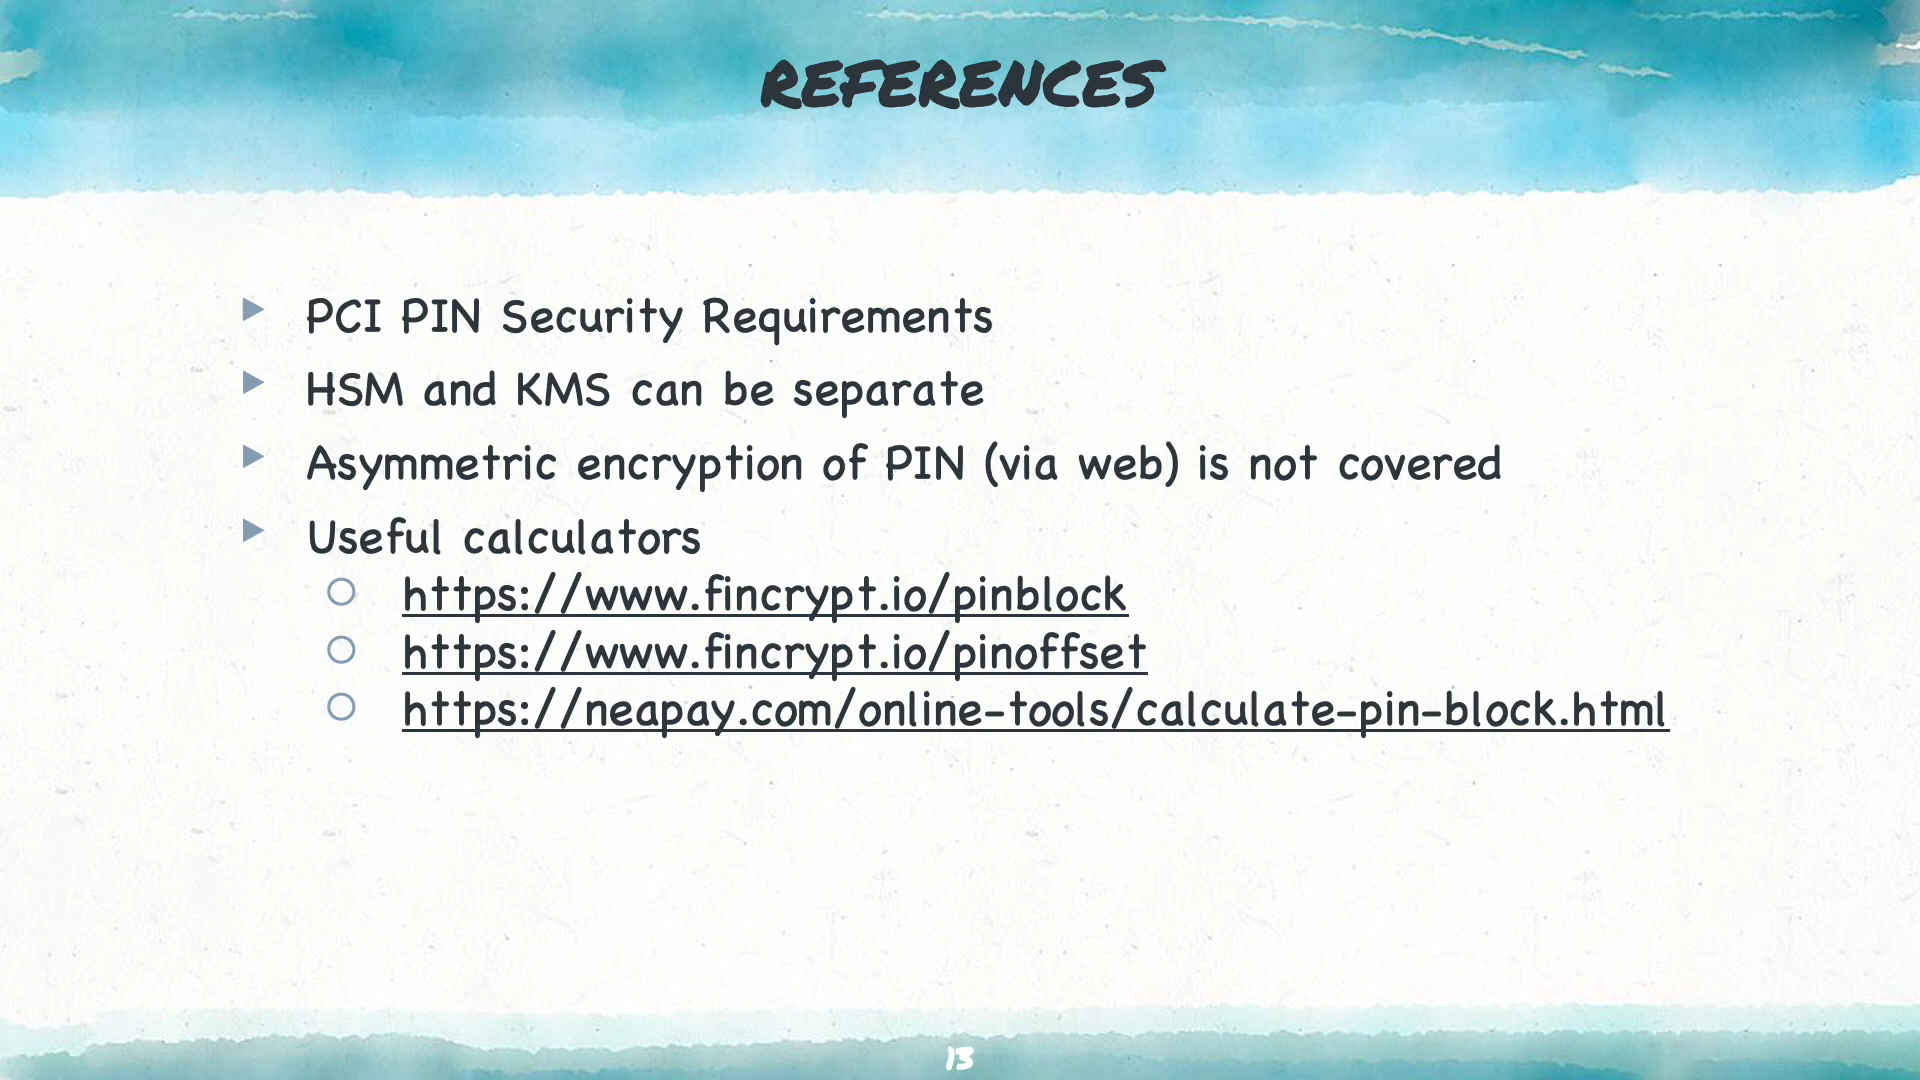 REFERENCES
PCI PIN Security Requirements
HSM and KMS can be separate
Asymmetric encryption of PIN (via web) is not covered
Useful calculators
https://www.fincrypt.io/pinblock
https://www.fincrypt.io/pinoffset
https://neapay.com/online-tools/calculate-pin-block.html
13